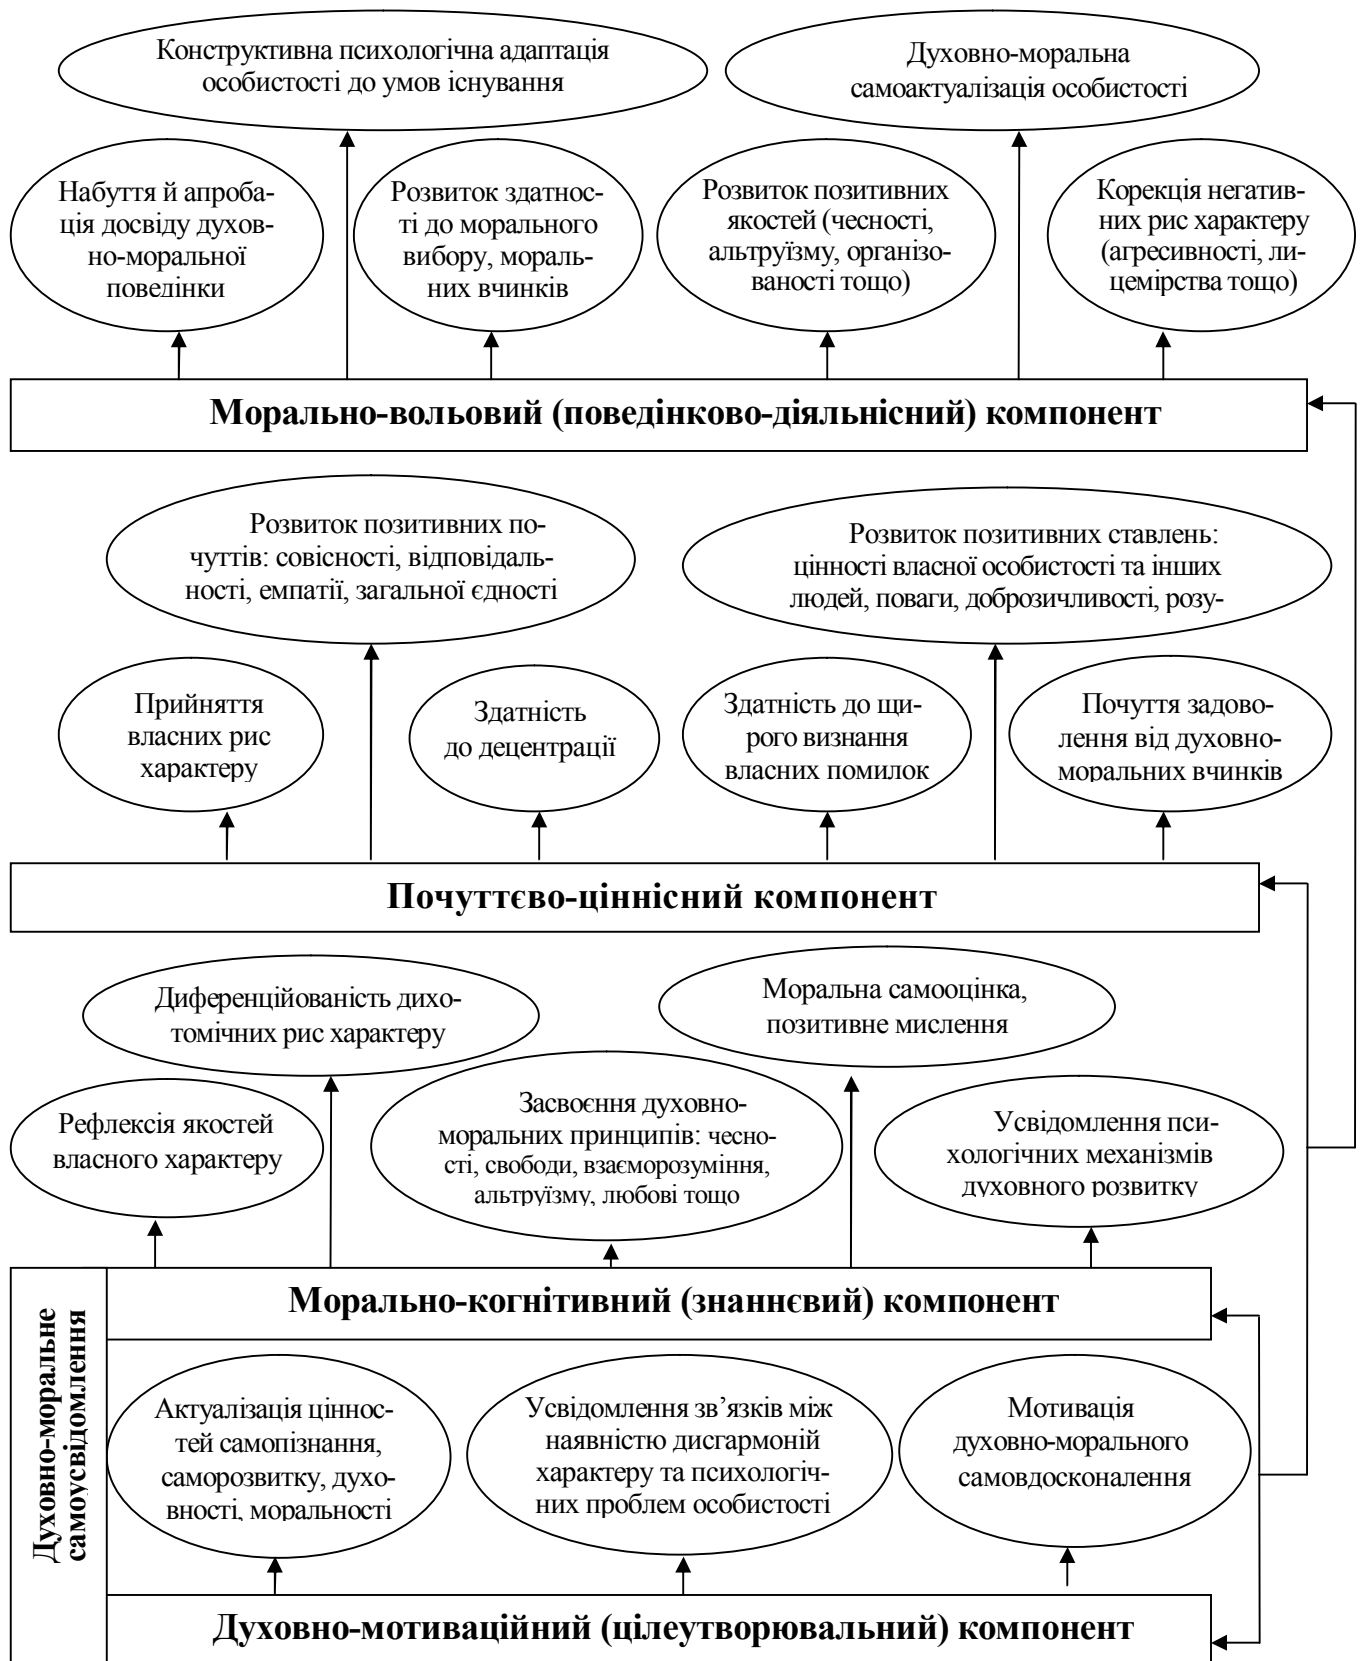 Конструктивна психологічна адаптація
особистості до умов існування
Духовно-моральна
самоактуалізація особистості
Набуття й апроба-
ція досвіду духов-
но-моральної
поведінки
Розвиток здатнос-
ті до морального
вибору, мораль-
них вчинків
Розвиток позитивних
якостей (чесності,
альтруїзму, організо-
ваності тощо)
Корекція негатив-
них рис характеру
(агресивності, ли-
цемірства тощо)
Морально-вольовий (поведінково-діяльнісний) компонент
Розвиток позитивних по-
чуттів: совісності, відповідаль-
ності, емпатії, загальної єдності
Розвиток позитивних ставлень:
цінності власної особистості та інших
людей, поваги, доброзичливості, розу-
Прийняття
власних рис
характеру
Здатність
до децентрації
Здатність до щи-
рого визнання
власних помилок
Почуття задово-
лення від духовно-
моральних вчинків
Почуттєво-ціннісний компонент
Диференційованість дихо-
томічних рис характеру
Моральна самооцінка,
позитивне мислення
Рефлексія якостей
власного характеру
Засвоєння духовно-
моральних принципів: чесно-
сті, свободи, взаєморозуміння,
альтруїзму, любові тощо
Усвідомлення пси-
хологічних механізмів
духовного розвитку
Духовно-моральне
самоусвідомлення
Морально-когнітивний (знаннєвий) компонент
Актуалізація ціннос-
тей самопізнання,
саморозвитку, духо-
вності, моральності
Усвідомлення зв’язків між
наявністю дисгармоній
характеру та психологіч-
них проблем особистості
Мотивація
духовно-морального
самовдосконалення
Духовно-мотиваційний (цілеутворювальний) компонент